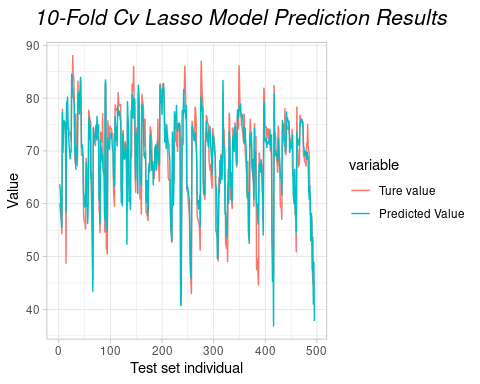 10-Fold Cv Lasso Model Prediction Results
90
80
70
60
50
40
Value
0 100 200 300 400 500
Test set individual
variable
Ture value
Predicted Value